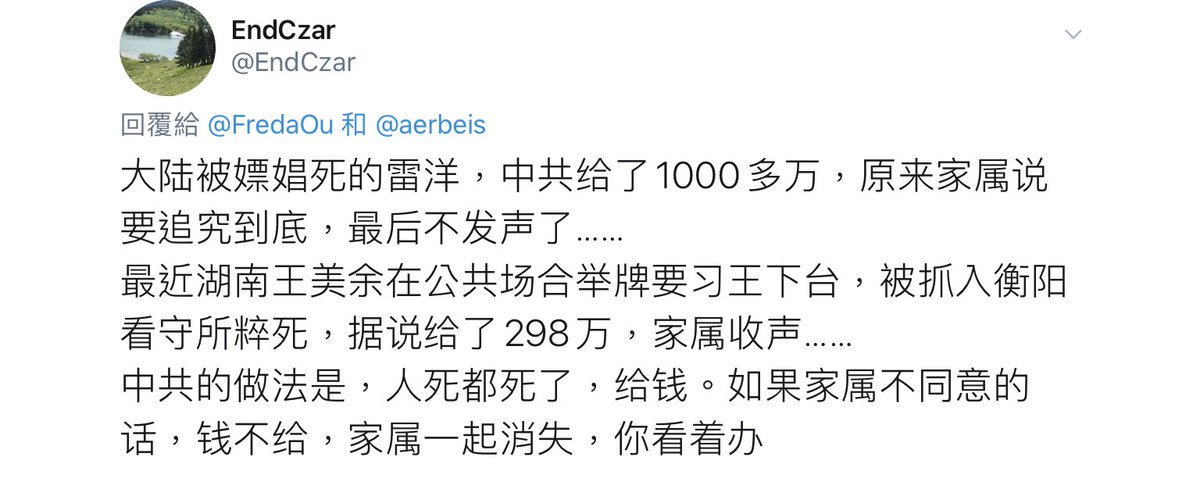 EndCzar
@EndCzar
回覆給 @FredaOu 和 @aerbeis
大陆被嫖娼死的雷洋，中共给了1000多万，原来家属说
要追究到底，最后不发声了……
最近湖南王美余在公共场合举牌要习王下台，被抓入衡阳
看守所粹死，据说给了298万，家属收声……
中共的做法是，人死都死了，给钱。如果家属不同意的
话，钱不给，家属一起消失，你看着办